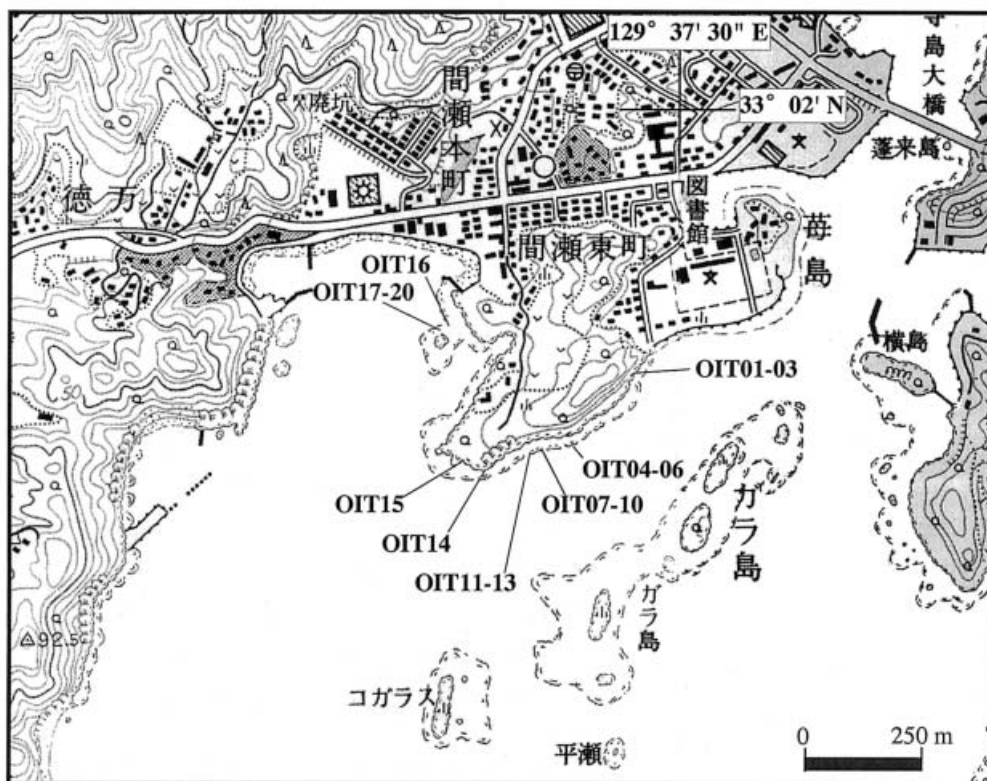 129° 37' 30" E
33° 02' N
寺島大橋
蓬来島
間瀬本町
廃坑
徳万
図書館
間瀬東町
苺島
横島
OIT16
OIT17-20
OIT01-03
OIT04-06
OIT07-10
OIT15
OIT14
OIT11-13
ガラ島
ガラ島
50
92.5
コガラス
平瀬
0 250 m